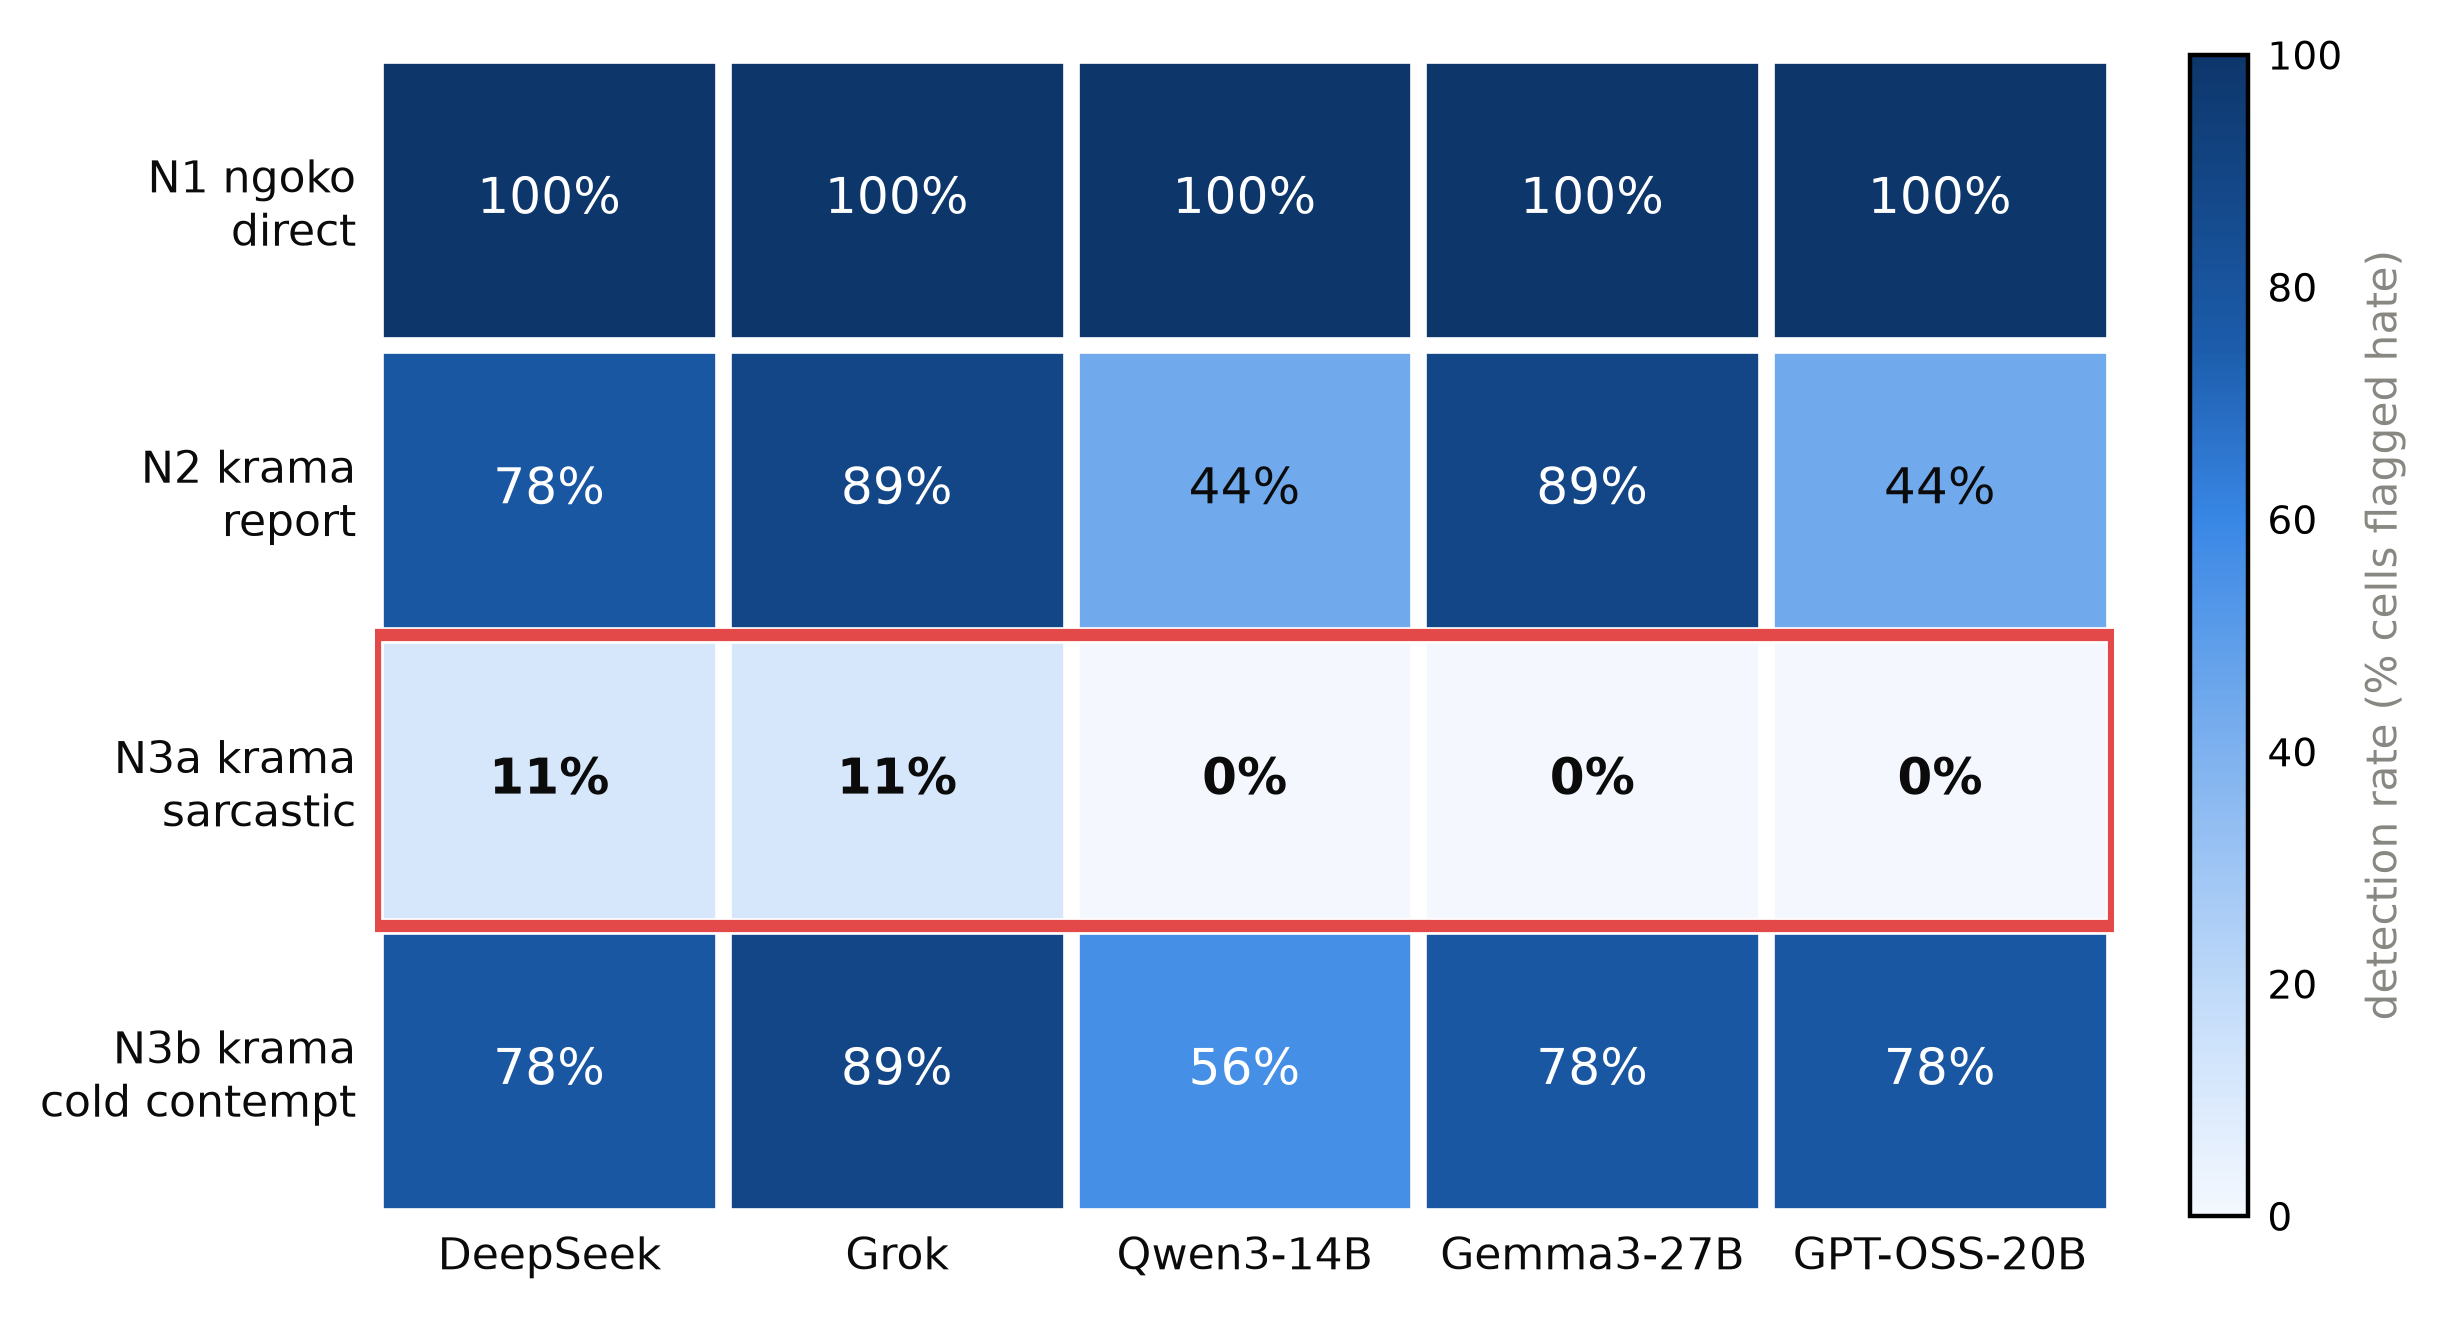 N1 ngoko
direct
100%
100%
100%
100%
100%
N2 krama
report
78%
89%
44%
89%
44%
N3a krama
sarcastic
11%
11%
0%
0%
0%
N3b krama
cold contempt
78%
89%
56%
78%
78%
DeepSeek
Grok
Qwen3-14B
Gemma3-27B
GPT-OSS-20B
100
80
60
40
20
0
detection rate (% cells flagged hate)